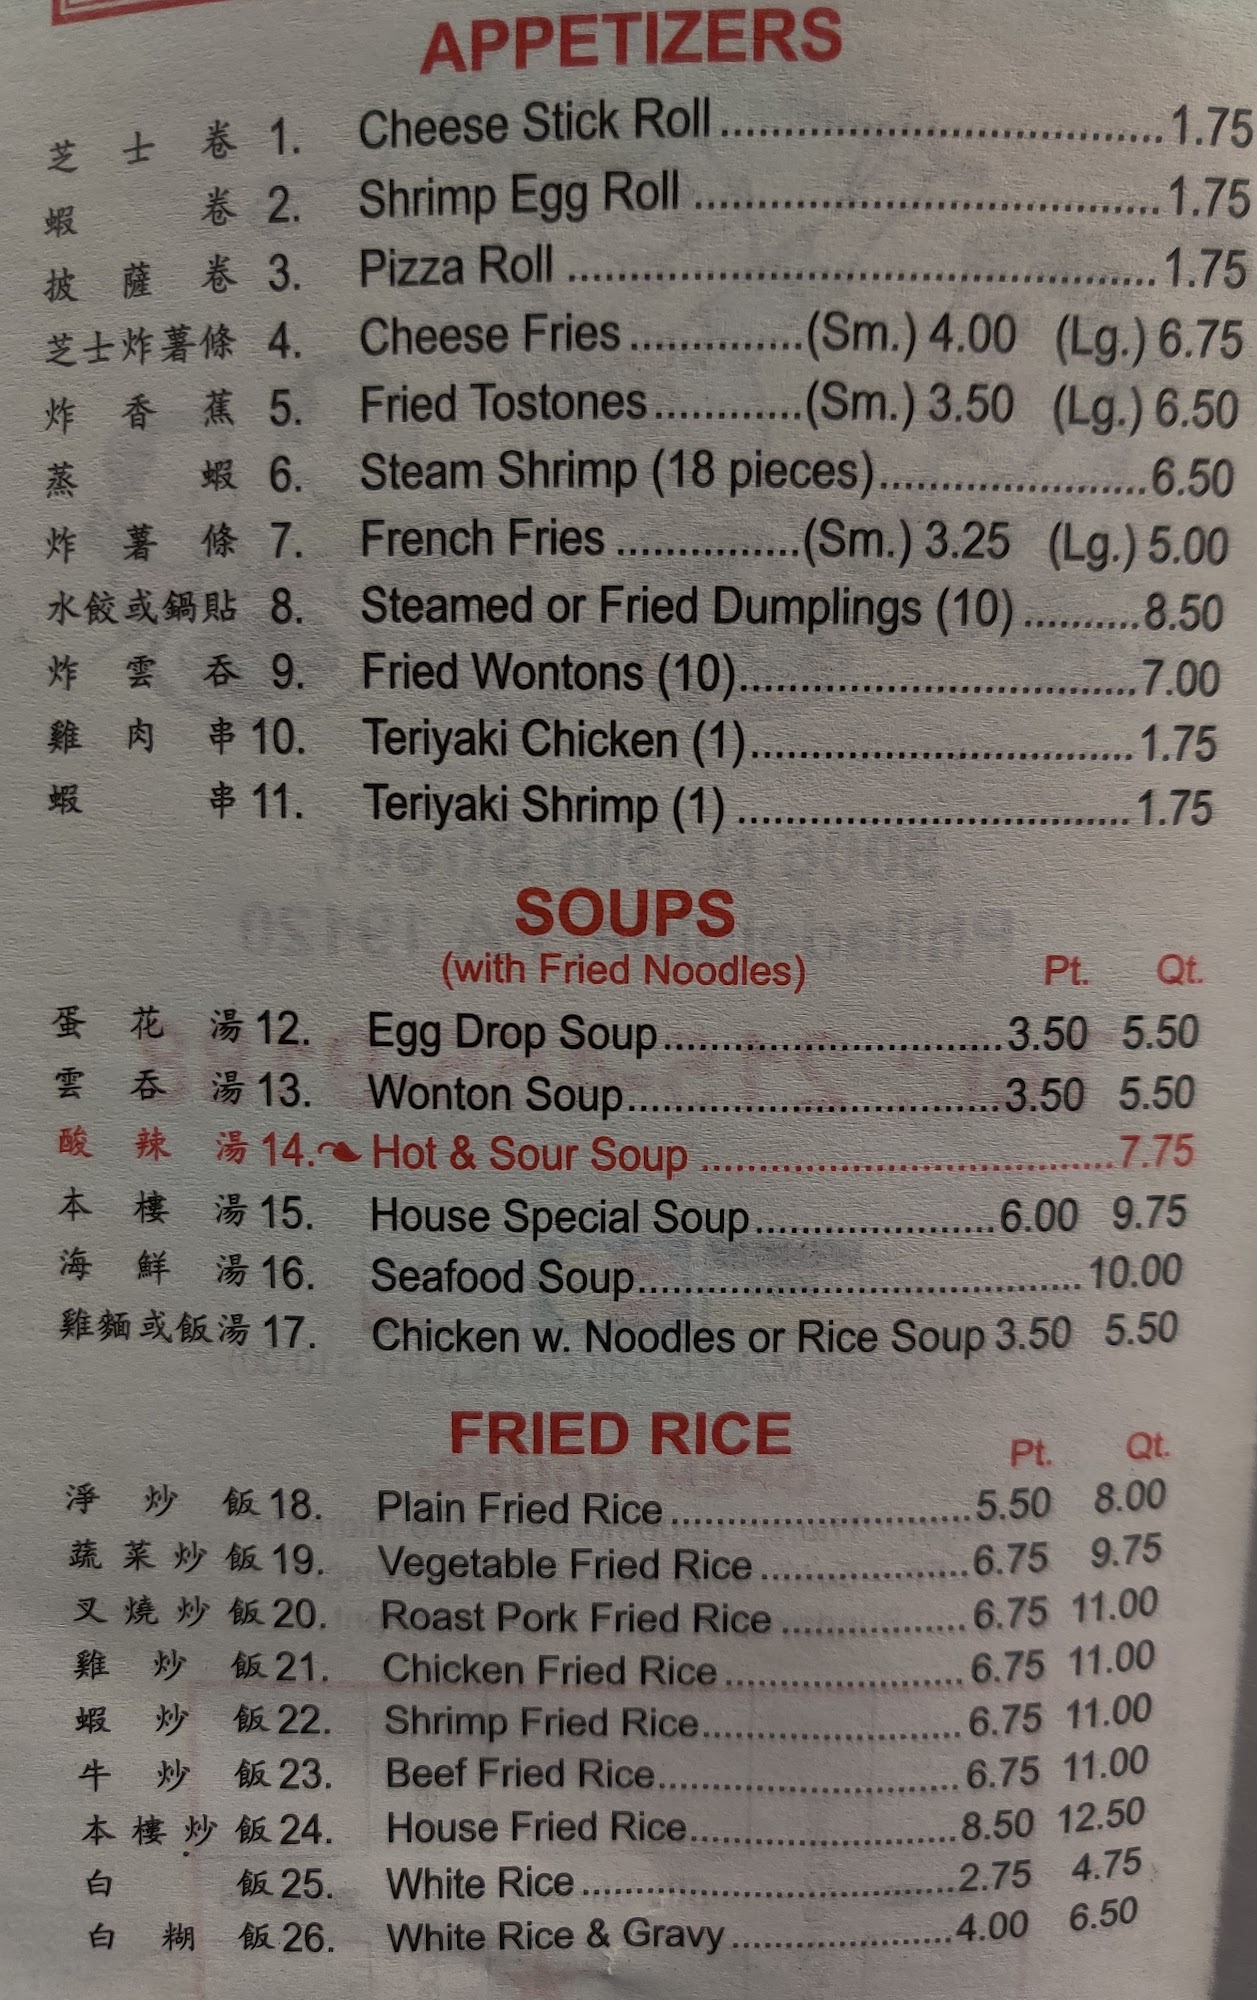 APPETIZERS
芝士卷 1. Cheese Stick Roll 1.75
蝦卷 2. Shrimp Egg Roll 1.75
披薩卷 3. Pizza Roll 1.75
芝士炸薯條 4. Cheese Fries (Sm.) 4.00 (Lg.) 6.75
炸香蕉 5. Fried Tostones (Sm.) 3.50 (Lg.) 6.50
蒸蝦 6. Steam Shrimp (18 pieces) 6.50
炸薯條 7. French Fries (Sm.) 3.25 (Lg.) 5.00
水餃或鍋貼 8. Steamed or Fried Dumplings (10) 8.50
炸雲吞 9. Fried Wontons (10) 7.00
雞肉串 10. Teriyaki Chicken (1) 1.75
蝦串 11. Teriyaki Shrimp (1) 1.75
SOUPS
(with Fried Noodles) Pt. Qt.
蛋花湯 12. Egg Drop Soup 3.50 5.50
雲吞湯 13. Wonton Soup 3.50 5.50
酸辣湯 14. Hot & Sour Soup 7.75
本樓湯 15. House Special Soup 6.00 9.75
海鮮湯 16. Seafood Soup 10.00
雞麵或飯湯 17. Chicken w. Noodles or Rice Soup 3.50 5.50
FRIED RICE Pt. Qt.
淨炒飯 18. Plain Fried Rice 5.50 8.00
蔬菜炒飯 19. Vegetable Fried Rice 6.75 9.75
叉燒炒飯 20. Roast Pork Fried Rice 6.75 11.00
雞炒飯 21. Chicken Fried Rice 6.75 11.00
蝦炒飯 22. Shrimp Fried Rice 6.75 11.00
牛炒飯 23. Beef Fried Rice 6.75 11.00
本樓炒飯 24. House Fried Rice 8.50 12.50
白飯 25. White Rice 2.75 4.75
白糊飯 26. White Rice & Gravy 4.00 6.50